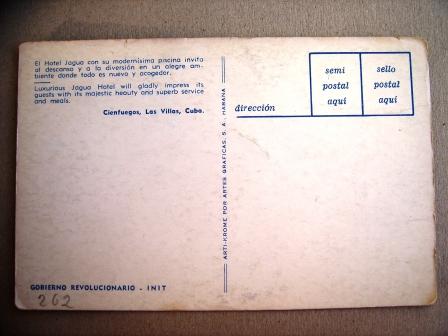 El Hotel Jagua con su modernísima piscina invita
al descanso y a la diversión en un alegre am-
biente donde todo es nuevo y acogedor.
Luxurious Jagua Hotel will gladly impress its
guests with its majestic heauty and superb service
and meals.
Cienfuegos, Las Villas, Cuba.
GOBIERNO REVOLUCIONARIO - INIT
262
ARTI-KROME POR ARTES GRAFICAS, S. A., HABANA
dirección
semi
postal
aquí
sello
postal
aquí